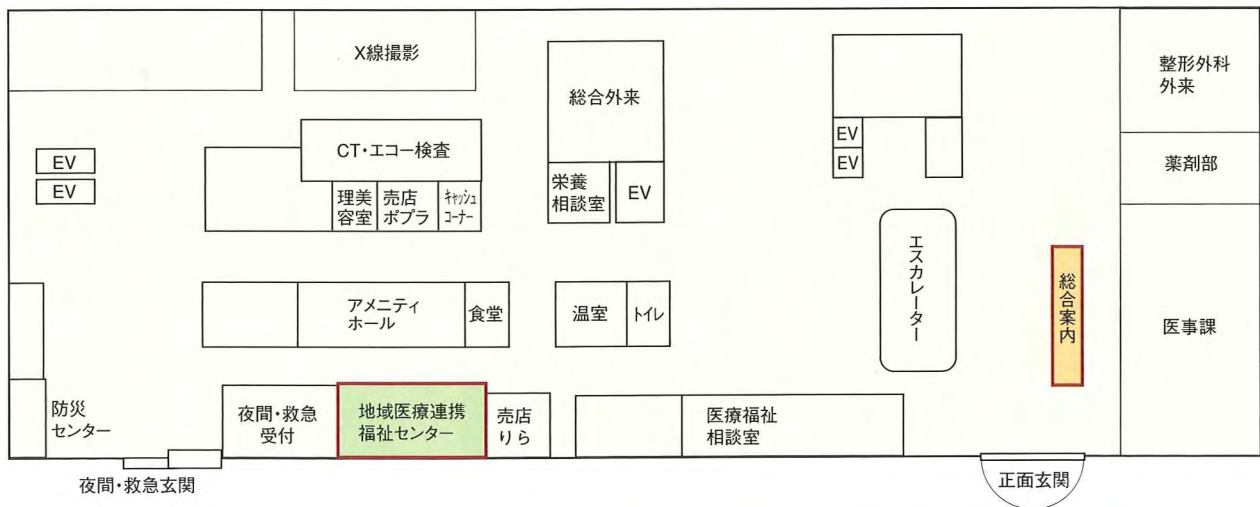 X線撮影
総合外来
整形外科
外来
EV
EV
CT・エコー検査
EV
EV
薬剤部
理美
容室
売店
ポプラ
キャッシュ
コーナー
栄養
相談室
EV
エスカレーター
総合案内
アメニティ
ホール
食堂
温室
トイレ
医事課
防災
センター
夜間・救急
受付
地域医療連携
福祉センター
売店
りら
医療福祉
相談室
夜間・救急玄関
正面玄関